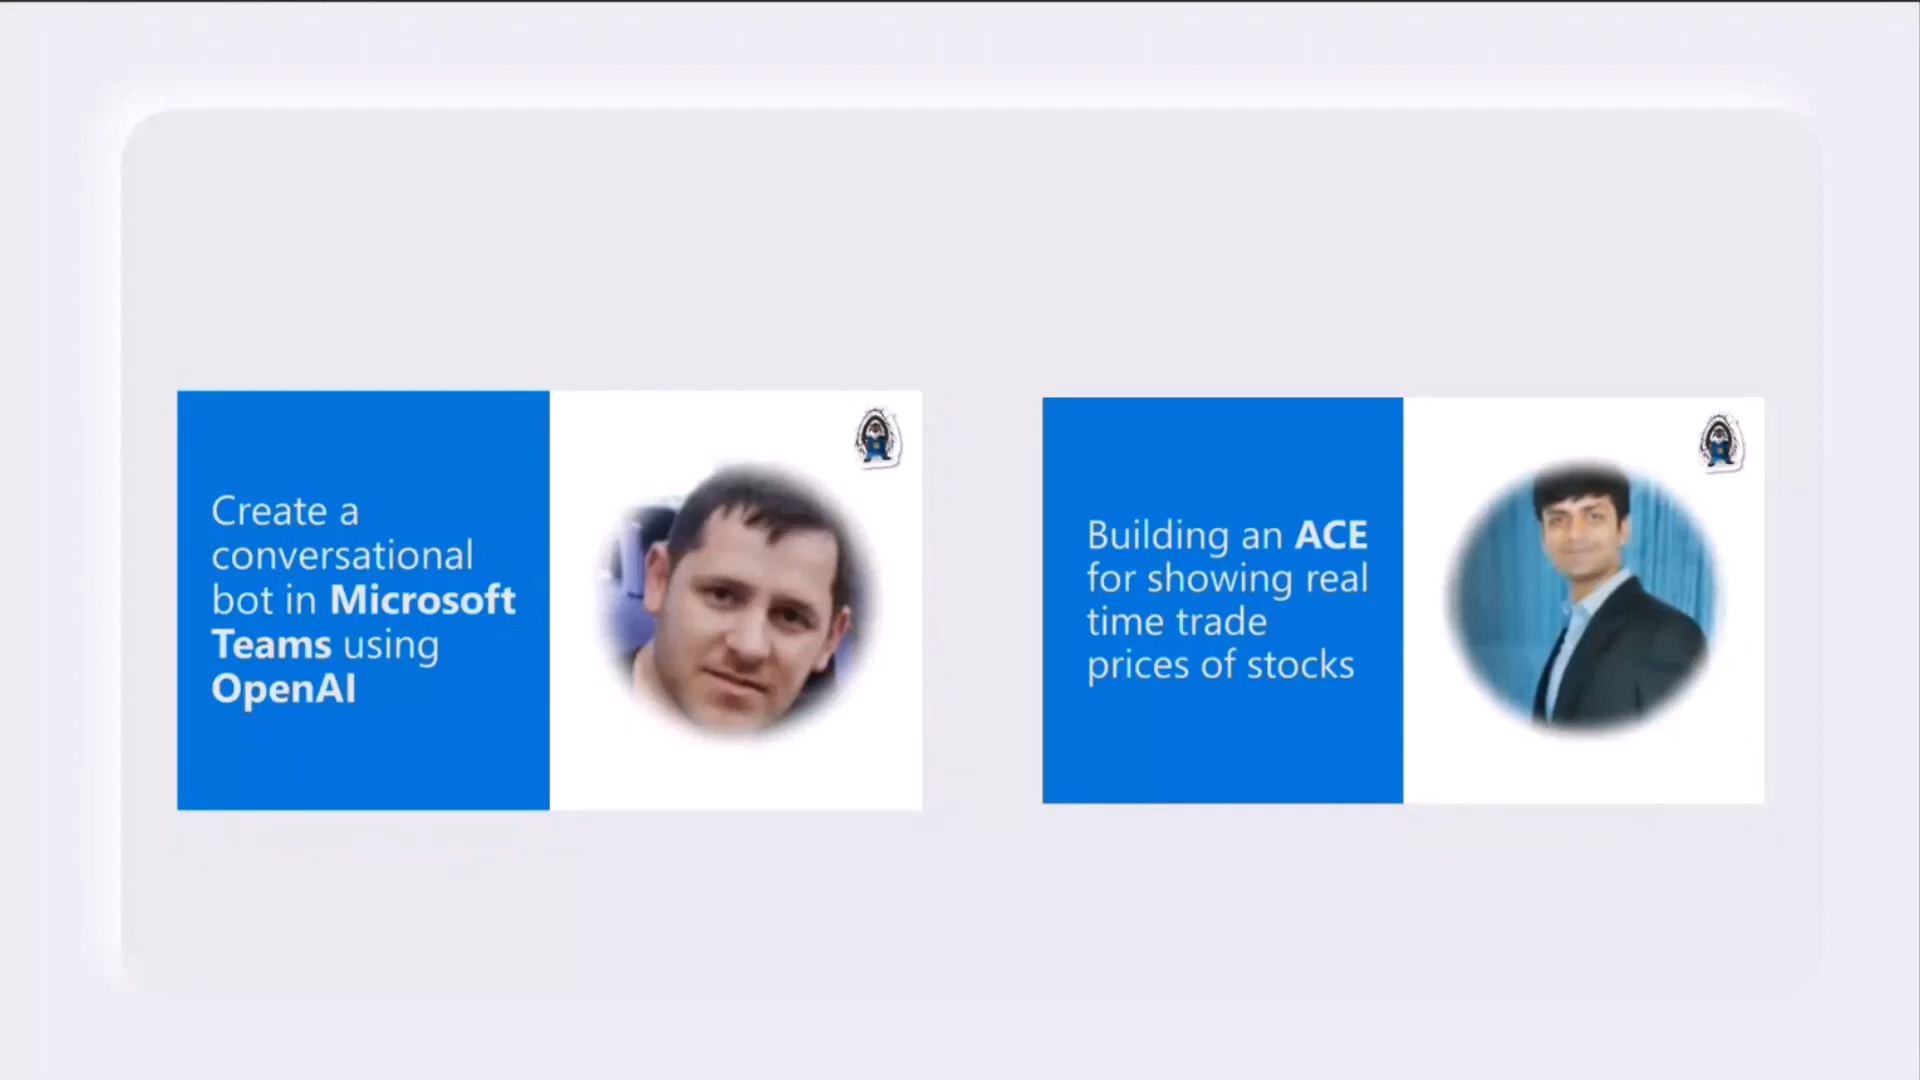 Create a
conversational
bot in Microsoft
Teams using
OpenAI
Building an ACE
for showing real
time trade
prices of stocks